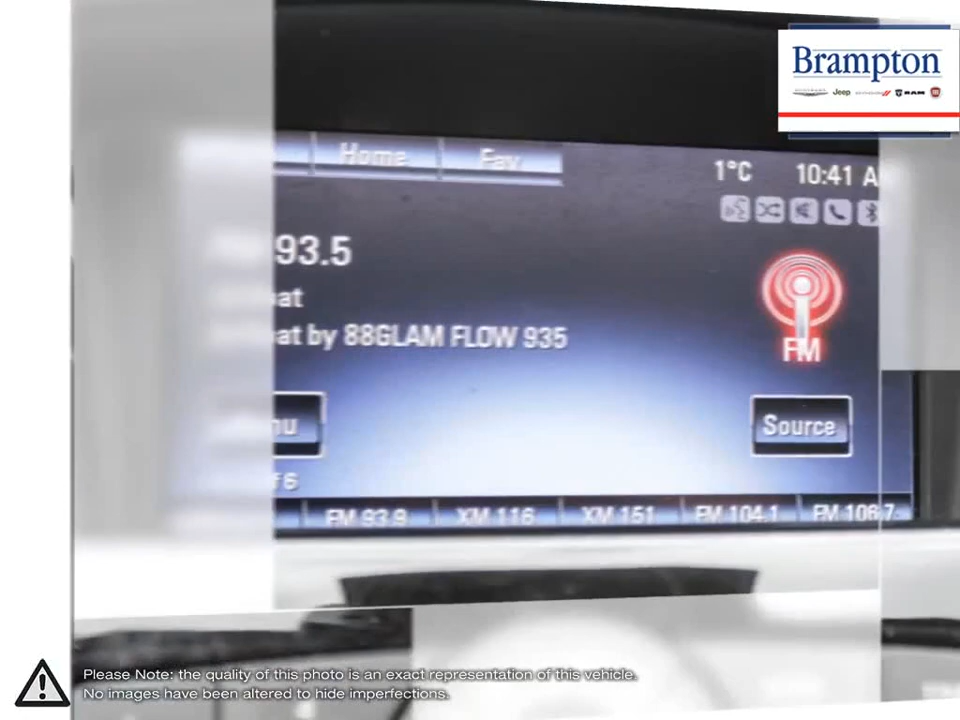 Brampton
Jeep RAM
Home Fav
1°C 10:41 A
93.5
at by 88GLAM FLOW 935
FM
Source
f 6
FM 93.9 XM 116 XM 151 FM 104.1 FM 106.7
Please Note: the quality of this photo is an exact representation of this vehicle.
No images have been altered to hide imperfections.